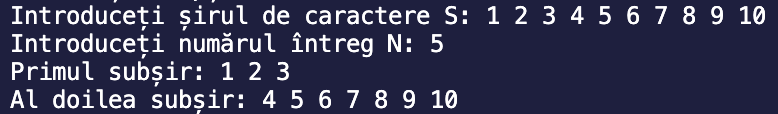 Introduceți șirul de caractere S: 1 2 3 4 5 6 7 8 9 10
Introduceți numărul întreg N: 5
Primul subșir: 1 2 3
Al doilea subșir: 4 5 6 7 8 9 10